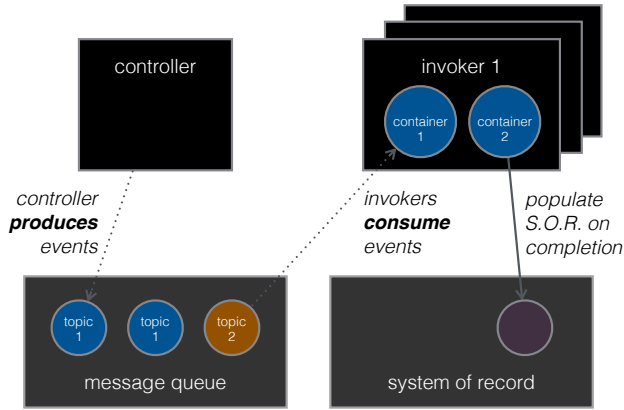 controller
invoker 1
container
1
container
2
controller
produces
events
invokers
consume
events
populate
S.O.R. on
completion
topic
1
topic
1
topic
2
message queue
system of record